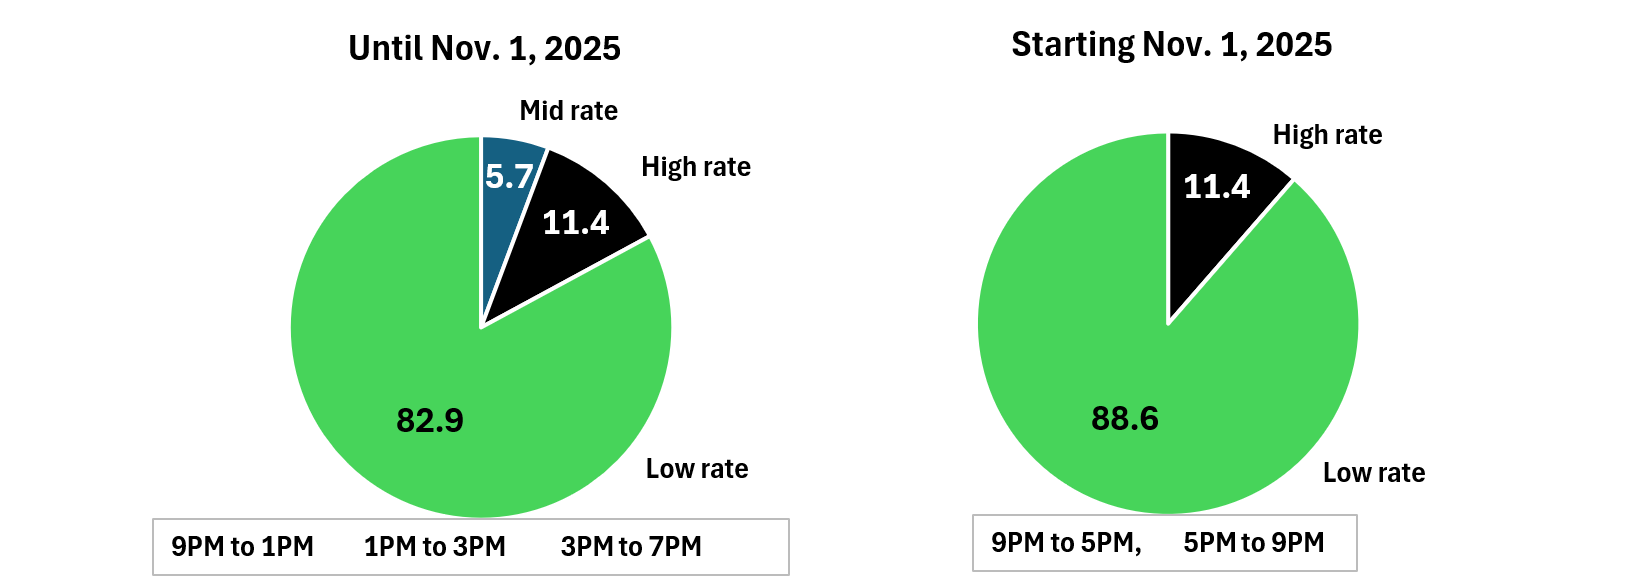 Until Nov. 1, 2025
Mid rate
5.7
High rate
11.4
82.9
Low rate
9PM to 1PM 1PM to 3PM 3PM to 7PM
Starting Nov. 1, 2025
High rate
11.4
88.6
Low rate
9PM to 5PM, 5PM to 9PM